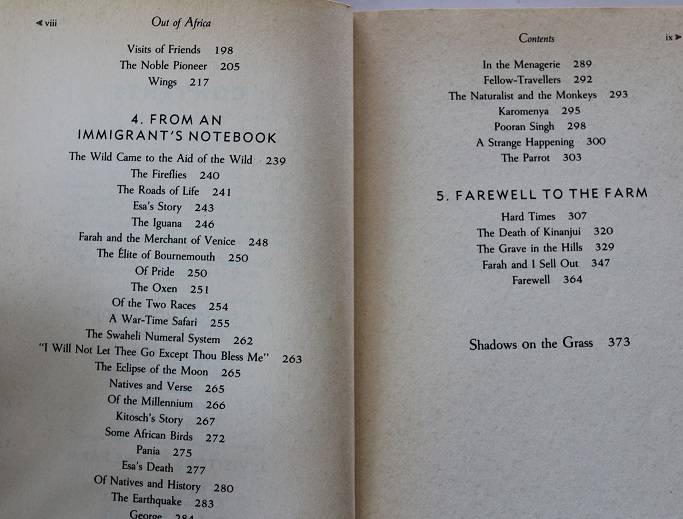 ◄ viii Out of Africa
Visits of Friends 198
The Noble Pioneer 205
Wings 217
4. FROM AN
IMMIGRANT'S NOTEBOOK
The Wild Came to the Aid of the Wild 239
The Fireflies 240
The Roads of Life 241
Esa's Story 243
The Iguana 246
Farah and the Merchant of Venice 248
The Élite of Bournemouth 250
Of Pride 250
The Oxen 251
Of the Two Races 254
A War-Time Safari 255
The Swaheli Numeral System 262
"I Will Not Let Thee Go Except Thou Bless Me" 263
The Eclipse of the Moon 265
Natives and Verse 265
Of the Millennium 266
Kitosch's Story 267
Some African Birds 272
Pania 275
Esa's Death 277
Of Natives and History 280
The Earthquake 283
George 284
Contents ix ►
In the Menagerie 289
Fellow-Travellers 292
The Naturalist and the Monkeys 293
Karomenya 295
Pooran Singh 298
A Strange Happening 300
The Parrot 303
5. FAREWELL TO THE FARM
Hard Times 307
The Death of Kinanjui 320
The Grave in the Hills 329
Farah and I Sell Out 347
Farewell 364
Shadows on the Grass 373